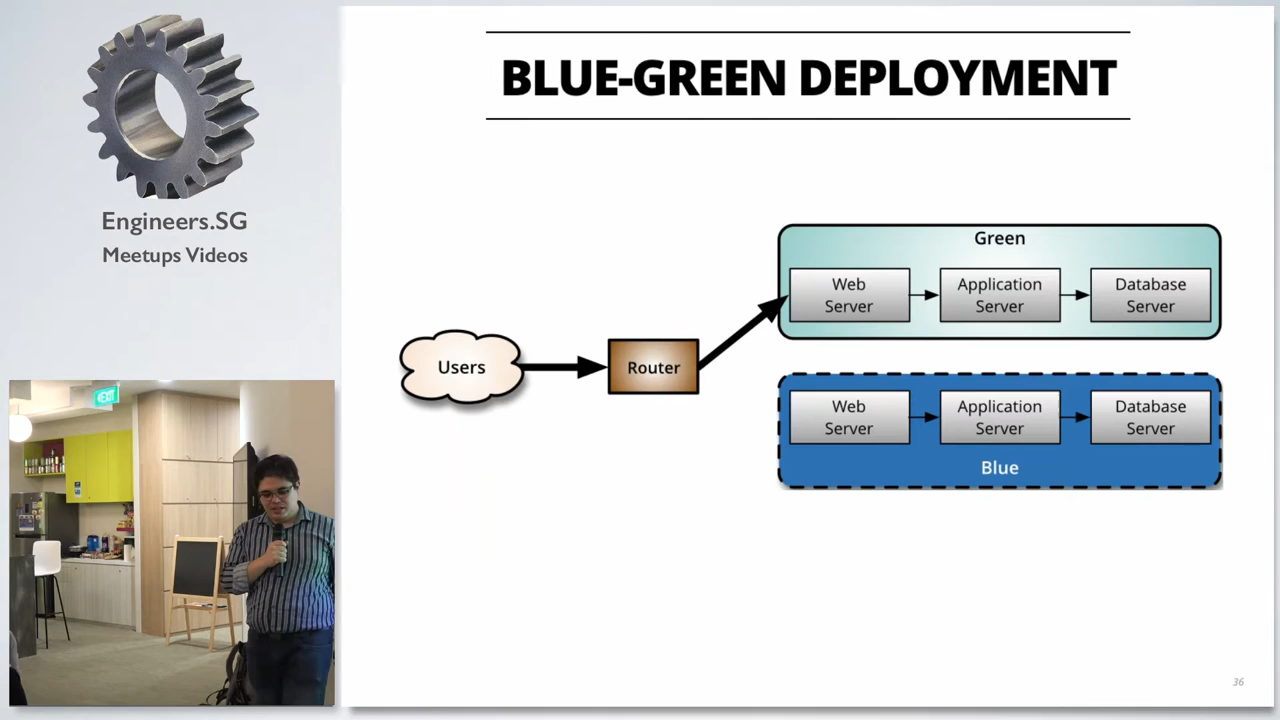 Engineers.SG
Meetups Videos
EXIT
BLUE-GREEN DEPLOYMENT
Users
Router
Green
Web
Server
Application
Server
Database
Server
Web
Server
Application
Server
Database
Server
Blue
36